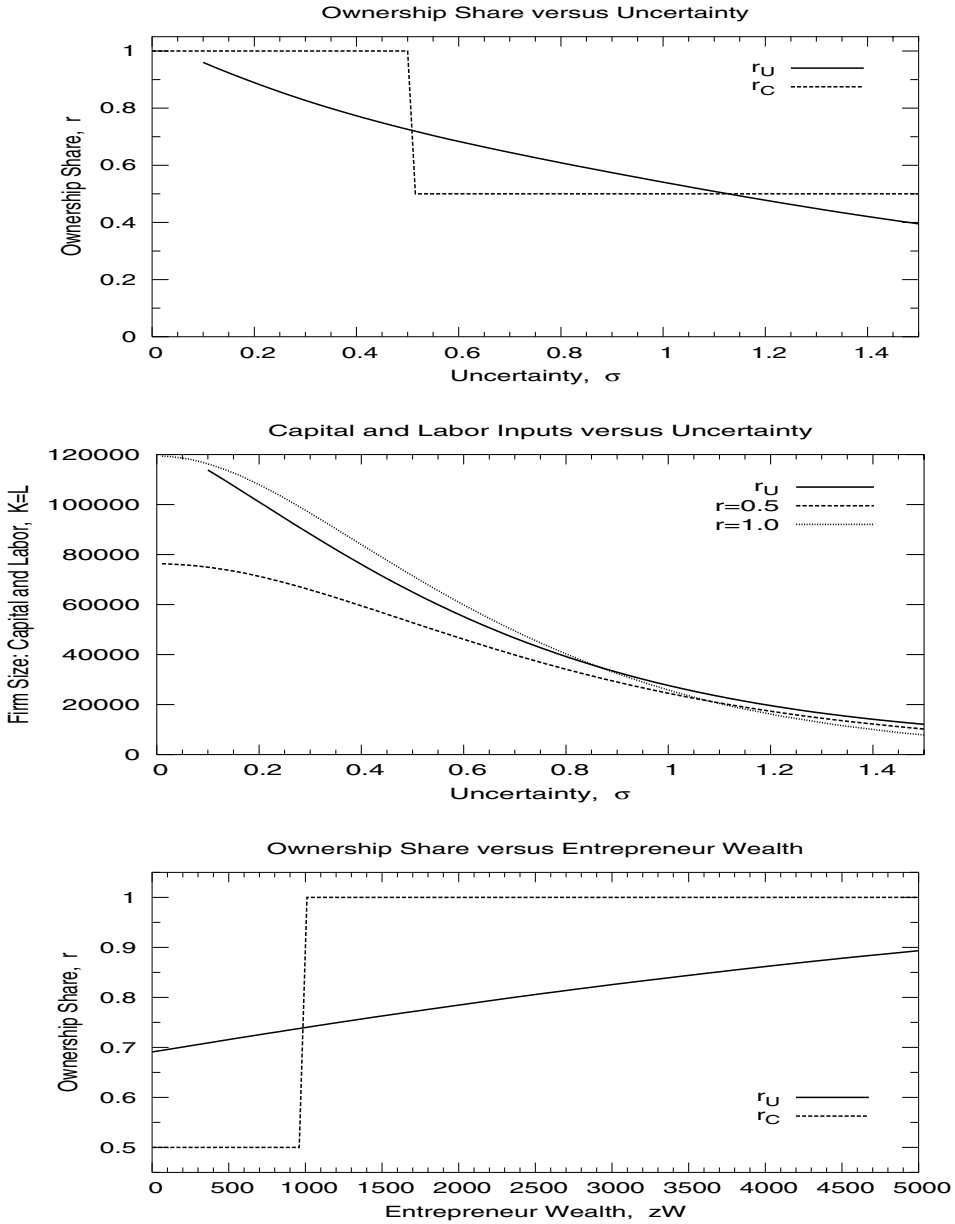 Ownership Share versus Uncertainty
1
0.8
0.6
0.4
0.2
0
Ownership Share, r
r_U
r_C
0 0.2 0.4 0.6 0.8 1 1.2 1.4
Uncertainty, σ
Capital and Labor Inputs versus Uncertainty
120000
100000
80000
60000
40000
20000
0
Firm Size: Capital and Labor, K=L
r_U
r=0.5
r=1.0
0 0.2 0.4 0.6 0.8 1 1.2 1.4
Uncertainty, σ
Ownership Share versus Entrepreneur Wealth
1
0.9
0.8
0.7
0.6
0.5
Ownership Share, r
r_U
r_C
0 500 1000 1500 2000 2500 3000 3500 4000 4500 5000
Entrepreneur Wealth, zW